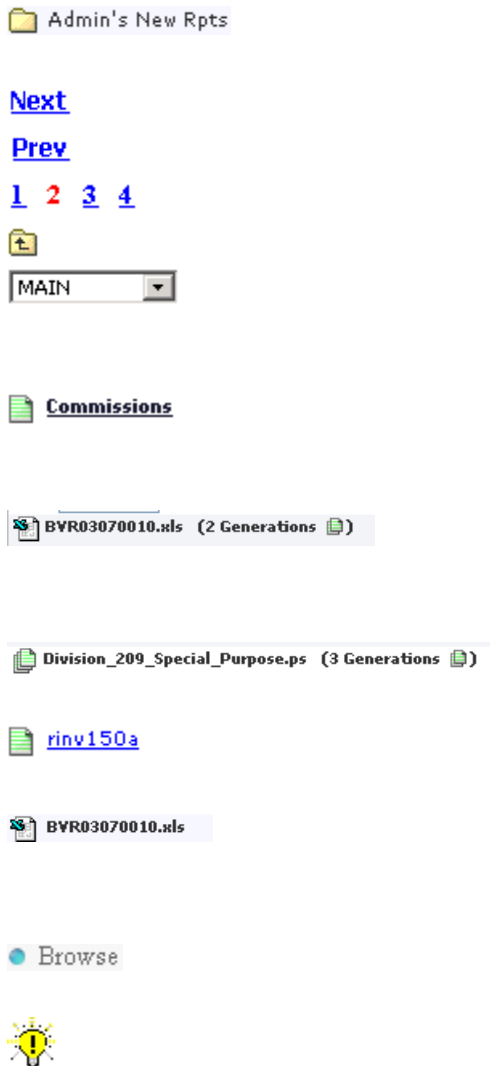 Admin's New Rpts
Next
Prev
1 2 3 4
MAIN
Commissions
BVR03070010.xls (2 Generations )
Division_209_Special_Purpose.ps (3 Generations )
rinv150a
BVR03070010.xls
Browse
!